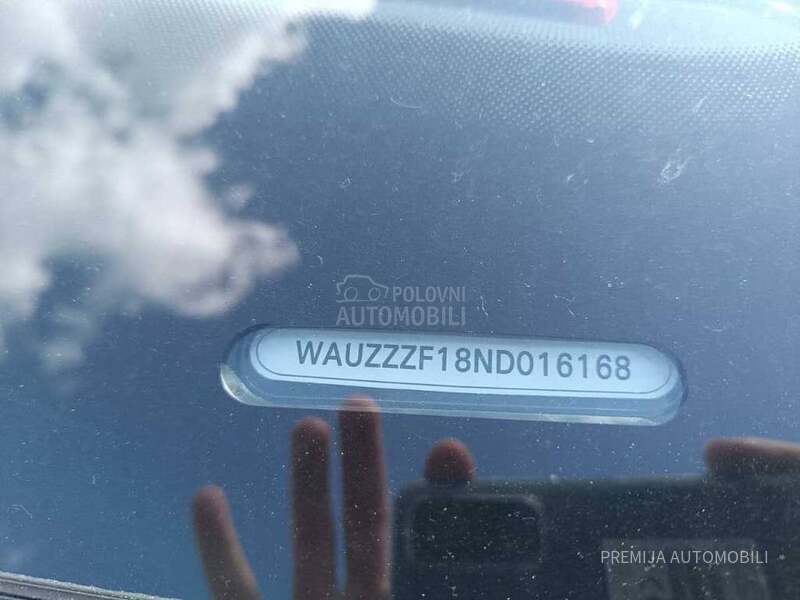 POLOVNI
AUTOMOBILI
WAUZZZF18ND016168
PREMIJA AUTOMOBILI